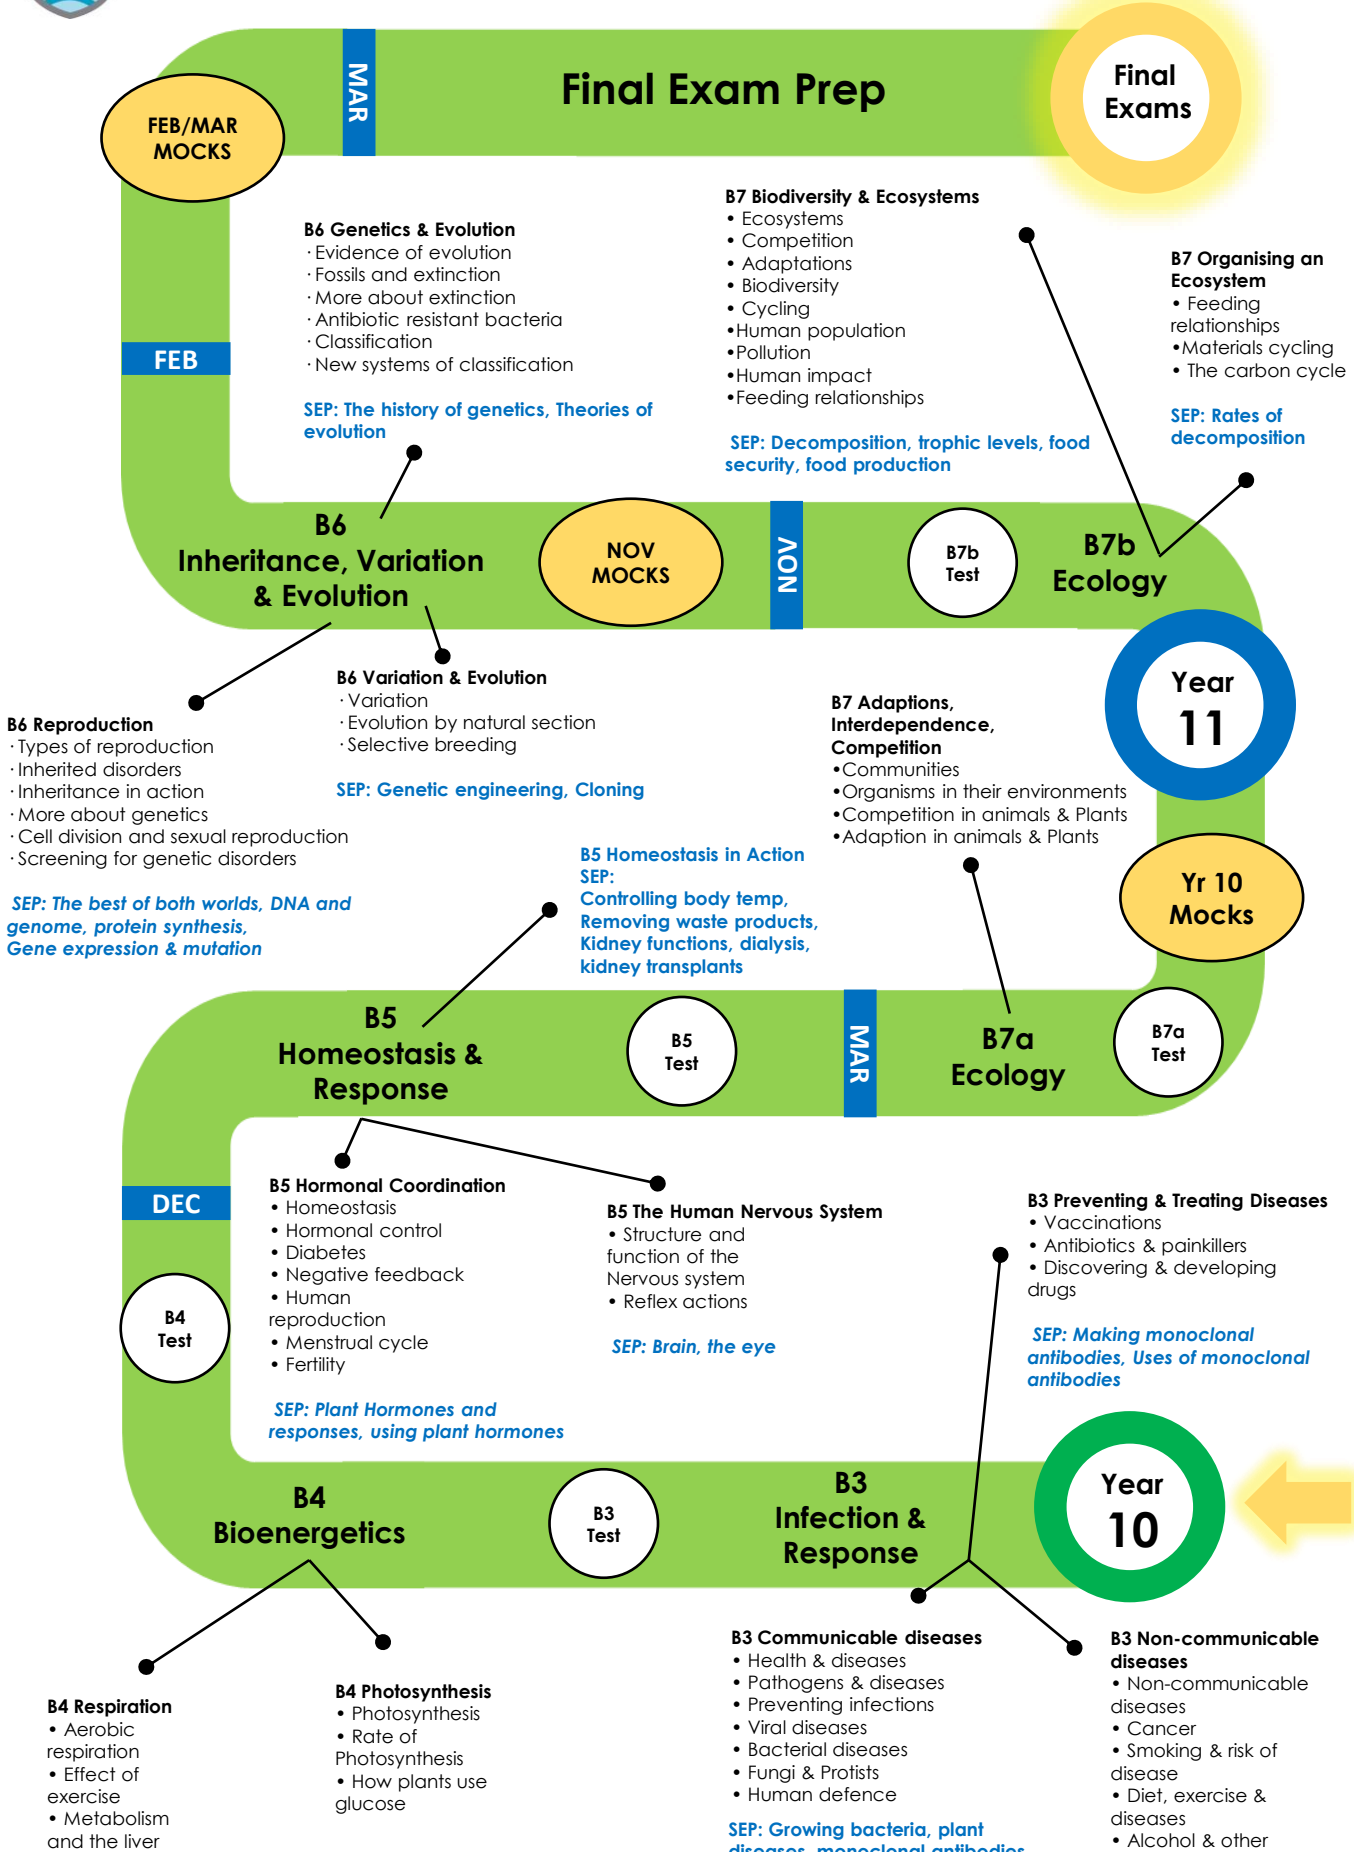 MAR
Final Exam Prep
Final
Exams
FEB/MAR
MOCKS
B6 Genetics & Evolution
· Evidence of evolution
· Fossils and extinction
· More about extinction
· Antibiotic resistant bacteria
· Classification
· New systems of classification
SEP: The history of genetics, Theories of
evolution
B7 Biodiversity & Ecosystems
• Ecosystems
• Competition
• Adaptations
• Biodiversity
• Cycling
•Human population
•Pollution
•Human impact
•Feeding relationships
SEP: Decomposition, trophic levels, food
security, food production
B7 Organising an
Ecosystem
• Feeding
relationships
•Materials cycling
• The carbon cycle
SEP: Rates of
decomposition
FEB
B6
Inheritance, Variation
& Evolution
NOV
MOCKS
NOV
B7b
Test
B7b
Ecology
Year
11
B6 Reproduction
· Types of reproduction
· Inherited disorders
· Inheritance in action
· More about genetics
· Cell division and sexual reproduction
· Screening for genetic disorders
SEP: The best of both worlds, DNA and
genome, protein synthesis,
Gene expression & mutation
B6 Variation & Evolution
· Variation
· Evolution by natural section
· Selective breeding
SEP: Genetic engineering, Cloning
B7 Adaptions,
Interdependence,
Competition
•Communities
•Organisms in their environments
•Competition in animals & Plants
•Adaption in animals & Plants
B5 Homeostasis in Action
SEP:
Controlling body temp,
Removing waste products,
Kidney functions, dialysis,
kidney transplants
Yr 10
Mocks
B5
Homeostasis &
Response
B5
Test
MAR
B7a
Ecology
B7a
Test
DEC
B5 Hormonal Coordination
• Homeostasis
• Hormonal control
• Diabetes
• Negative feedback
• Human
reproduction
• Menstrual cycle
• Fertility
SEP: Plant Hormones and
responses, using plant hormones
B5 The Human Nervous System
• Structure and
function of the
Nervous system
• Reflex actions
SEP: Brain, the eye
B3 Preventing & Treating Diseases
• Vaccinations
• Antibiotics & painkillers
• Discovering & developing
drugs
SEP: Making monoclonal
antibodies, Uses of monoclonal
antibodies
B4
Test
B4
Bioenergetics
B3
Test
B3
Infection &
Response
Year
10
B4 Respiration
• Aerobic
respiration
• Effect of
exercise
• Metabolism
and the liver
B4 Photosynthesis
• Photosynthesis
• Rate of
Photosynthesis
• How plants use
glucose
B3 Communicable diseases
• Health & diseases
• Pathogens & diseases
• Preventing infections
• Viral diseases
• Bacterial diseases
• Fungi & Protists
• Human defence
SEP: Growing bacteria, plant
diseases, monoclonal antibodies
B3 Non-communicable
diseases
• Non-communicable
diseases
• Cancer
• Smoking & risk of
disease
• Diet, exercise &
diseases
• Alcohol & other